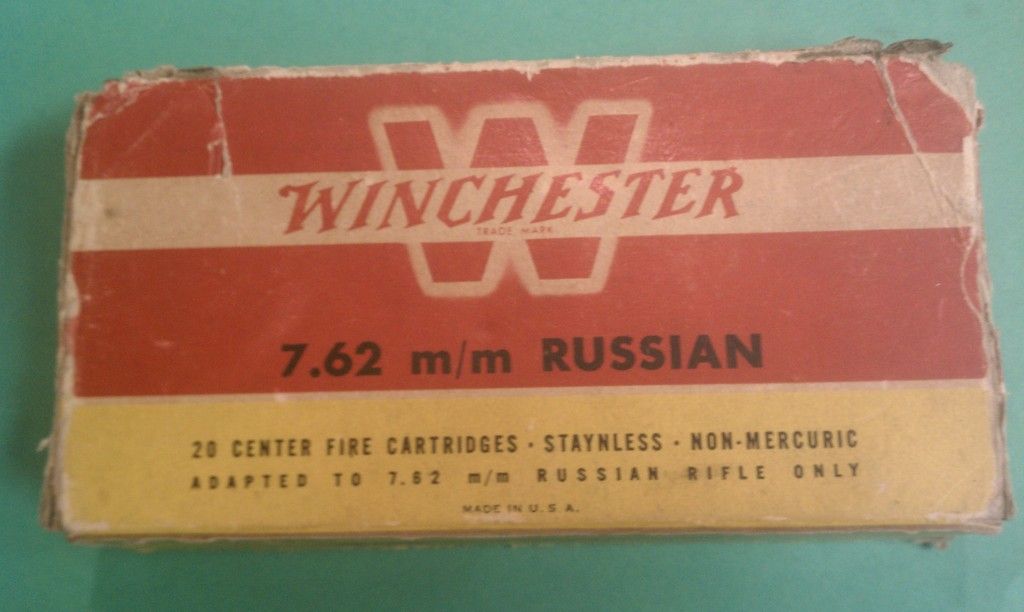 W
WINCHESTER
TRADE MARK
7.62 m/m RUSSIAN
20 CENTER FIRE CARTRIDGES · STAYNLESS · NON-MERCURIC
ADAPTED TO 7.62 m/m RUSSIAN RIFLE ONLY
MADE IN U.S.A.